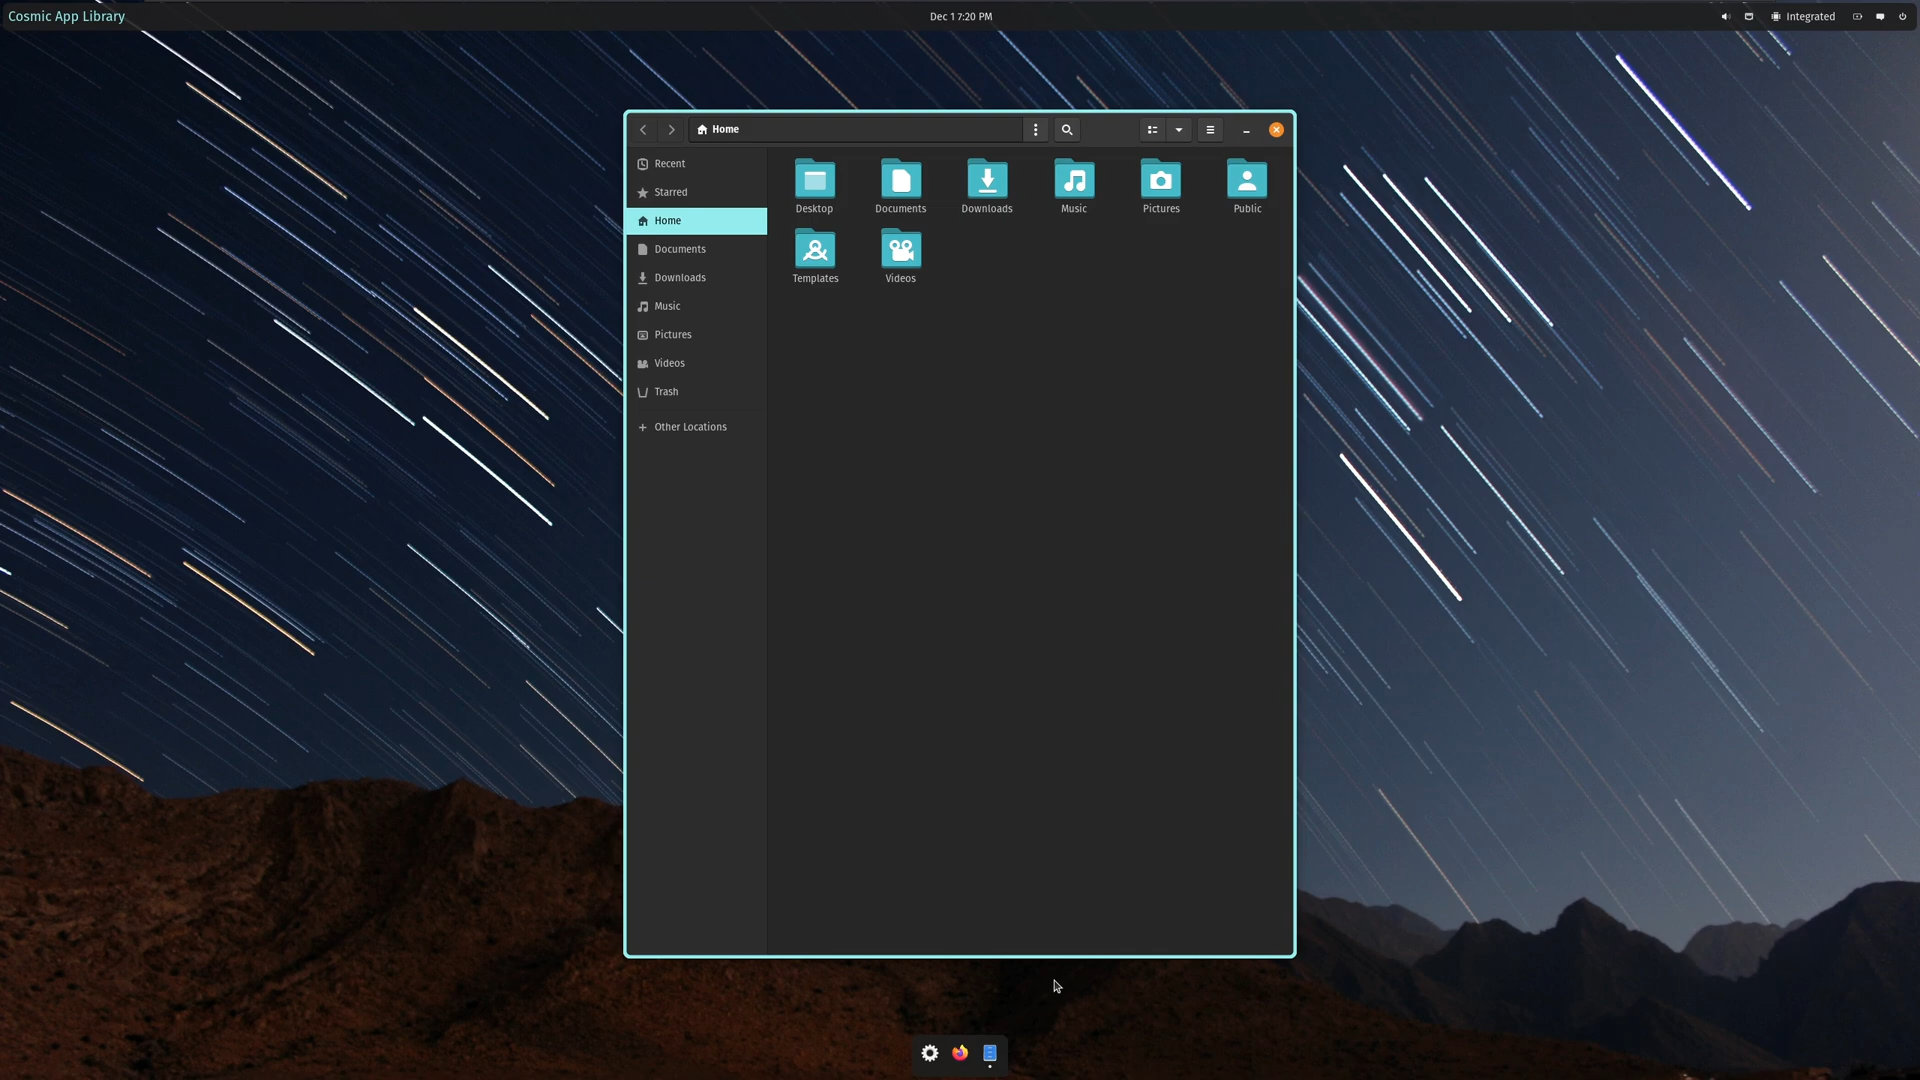 Cosmic App Library
Dec 1 7:20 PM
Integrated
Home
Recent
Starred
Home
Documents
Downloads
Music
Pictures
Videos
Trash
Other Locations
Desktop
Documents
Downloads
Music
Pictures
Public
Templates
Videos